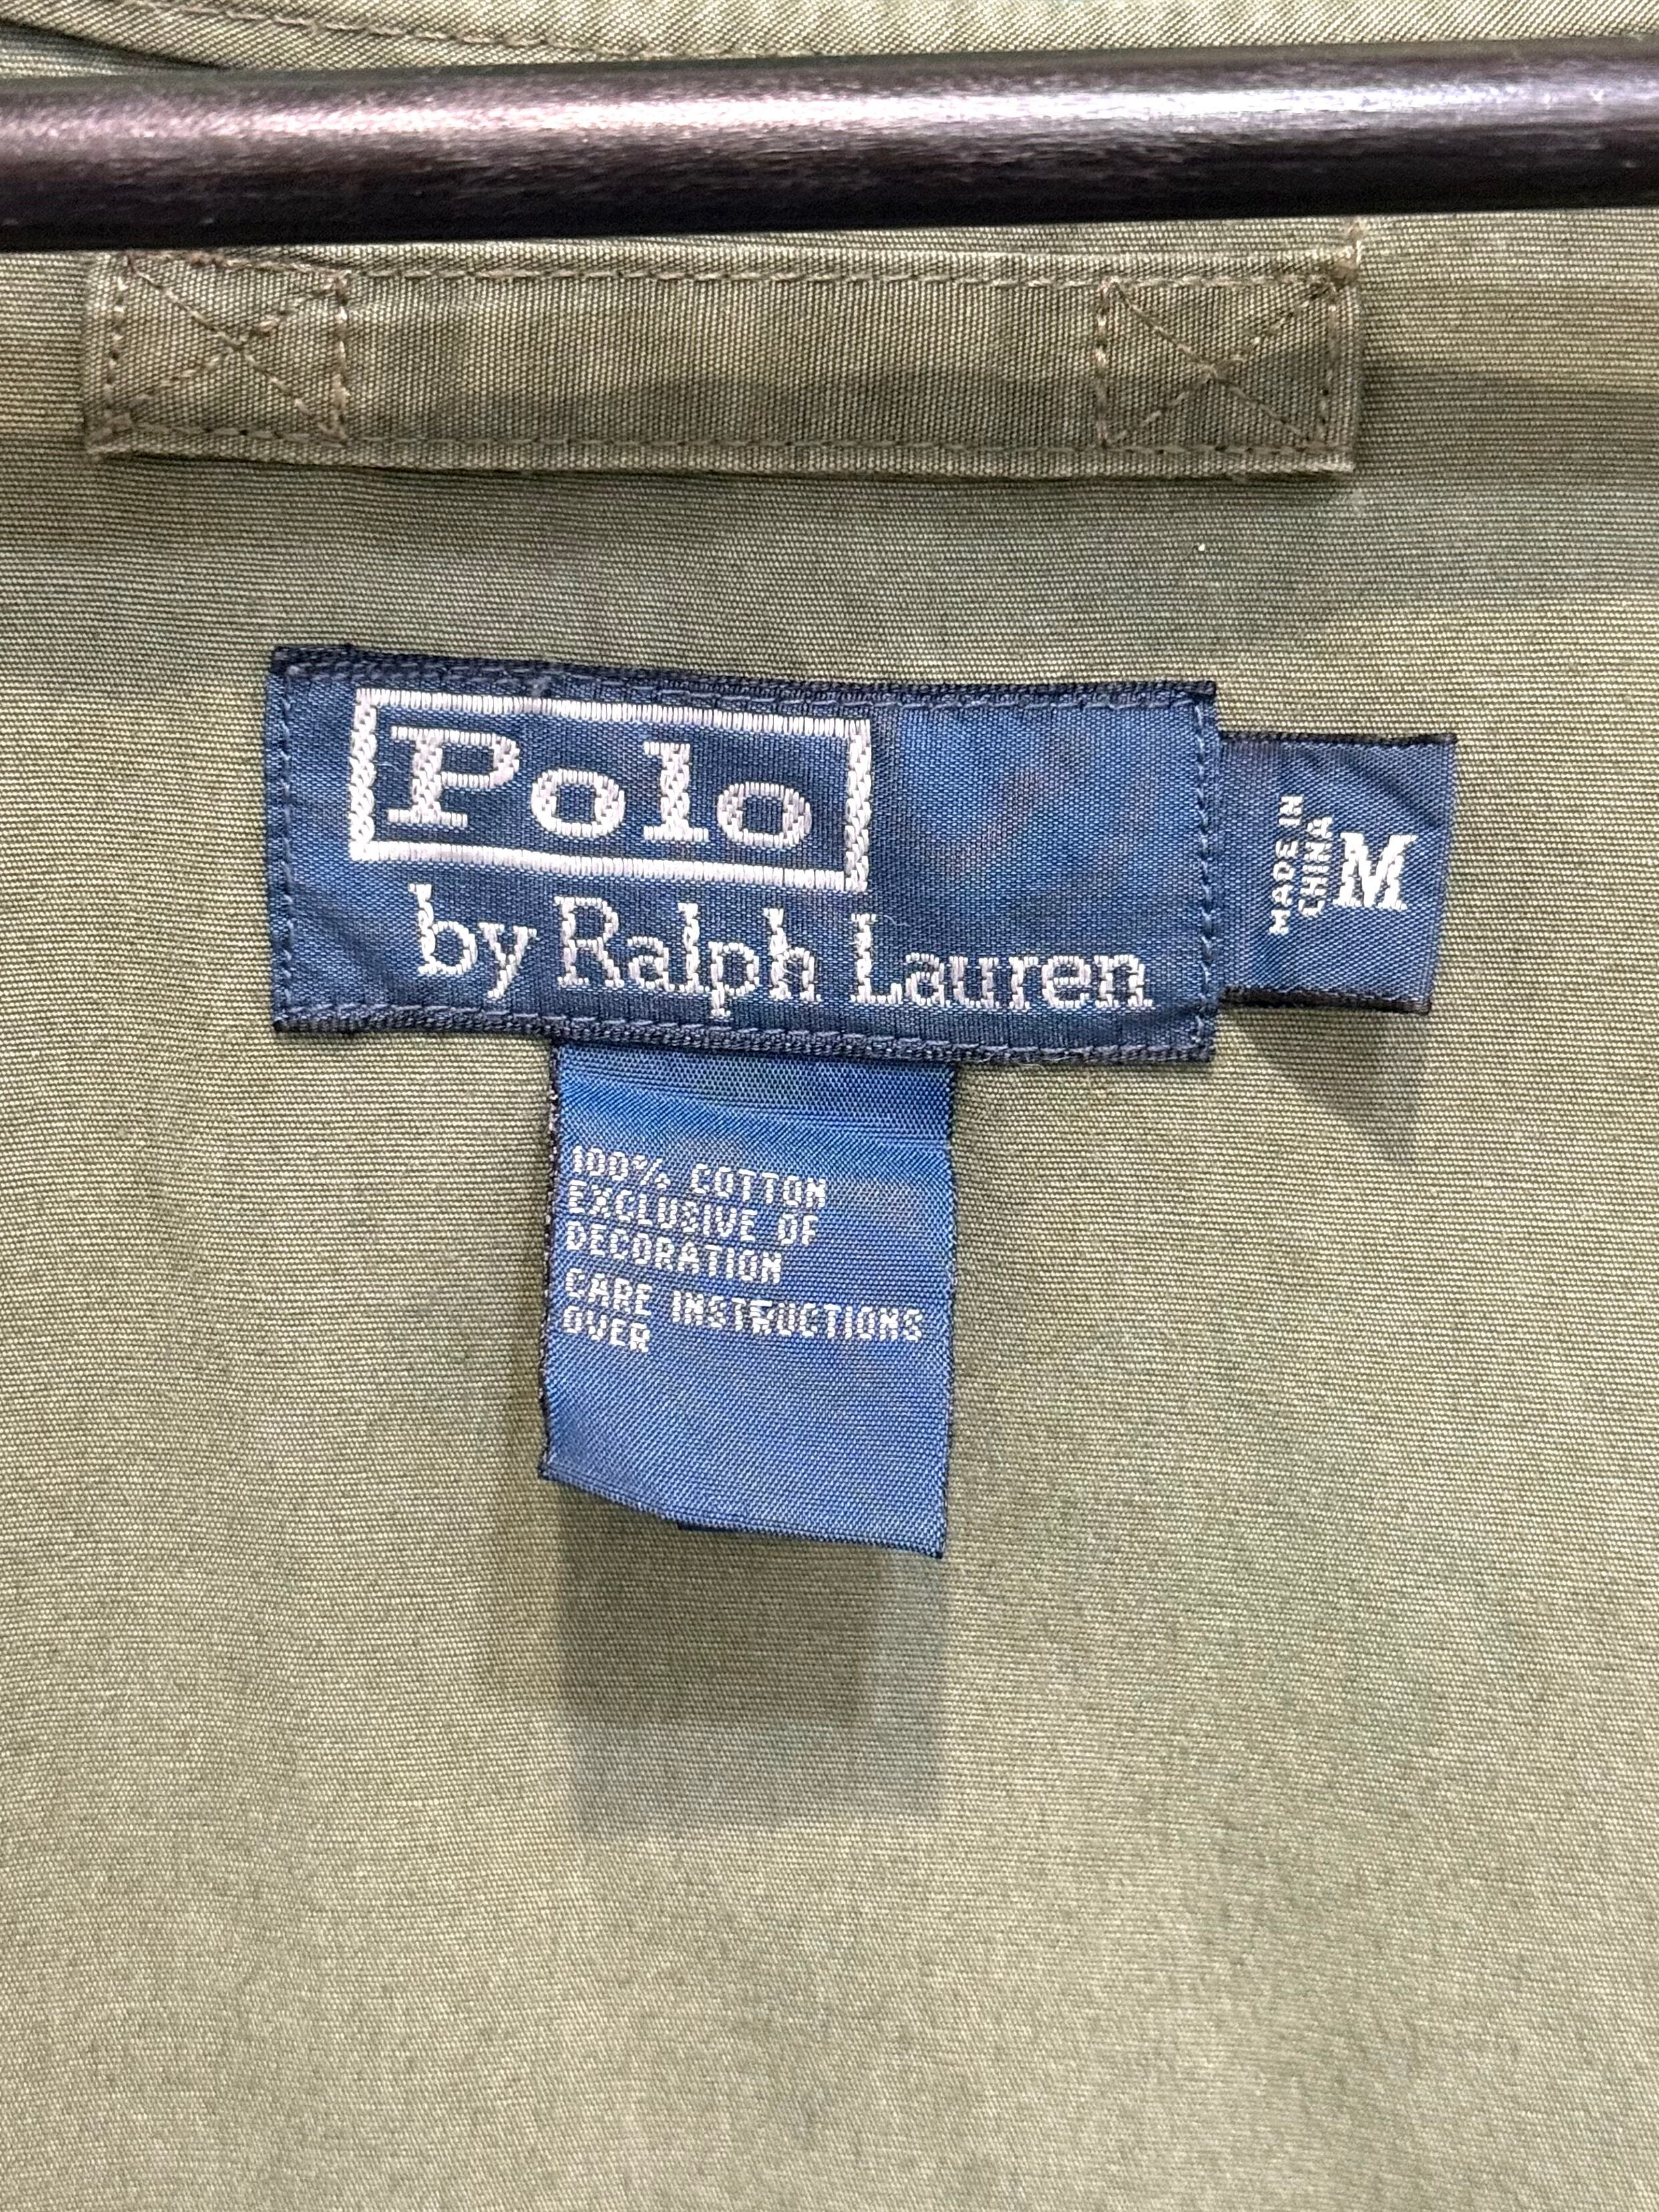 Polo
by Ralph Lauren
MADE IN
CHINA
M
100% COTTON
EXCLUSIVE OF
DECORATION
CARE INSTRUCTIONS
OVER